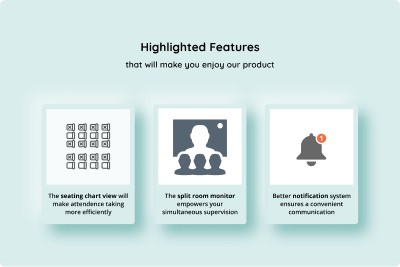 Highlighted Features
that will make you enjoy our product
The seating chart view will
make attendence taking
more efficiently
The split room monitor
empowers your
simultaneous supervision
1
Better notification system
ensures a convenient
communication